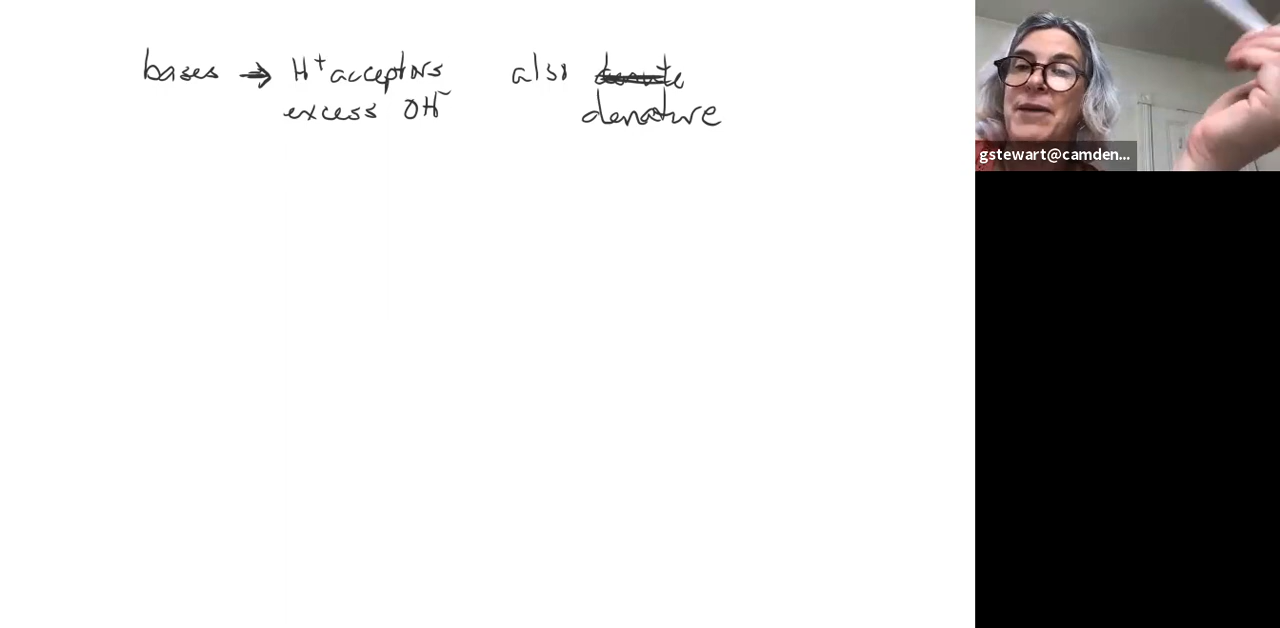 bases → H⁺ acceptors also
excess OH⁻ denature
gstewart@camden...